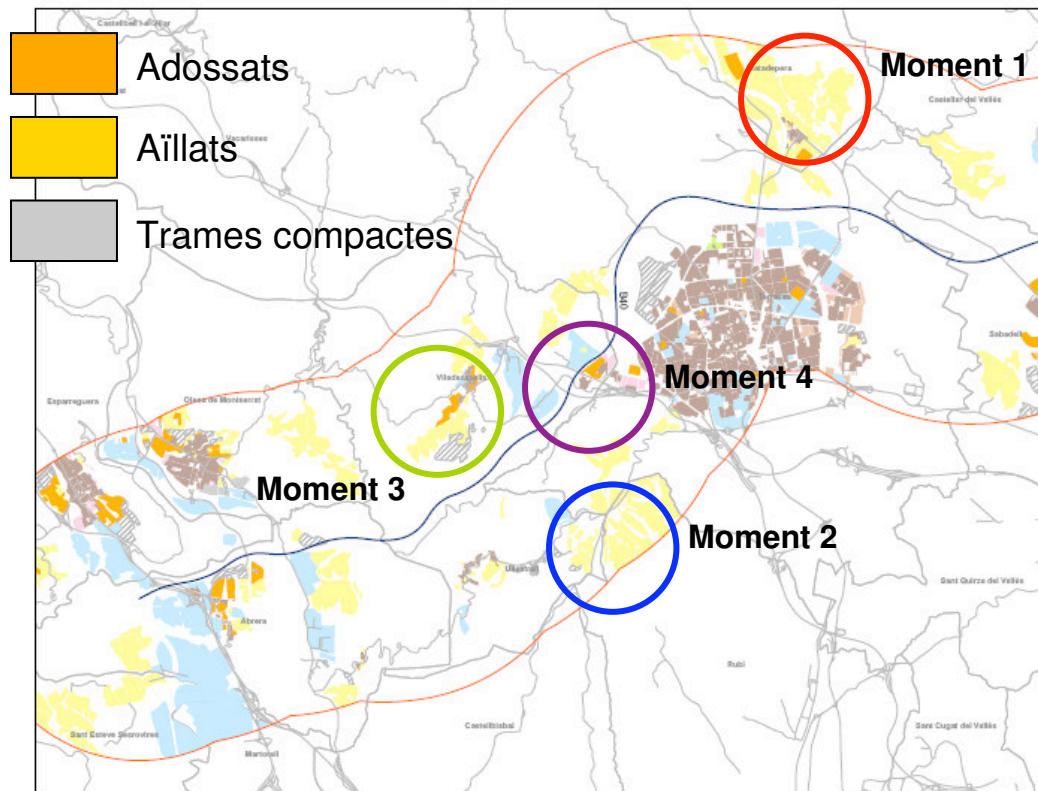 Adossats
Aïllats
Trames compactes
Moment 1
Matadepera
Castellar del Vallès
Vacarisses
Moment 4
Viladecavalls
Sabadell
Esparreguera
Olesa de Montserrat
Moment 3
Moment 2
Ullastrell
Abrera
Sant Quirze del Vallès
Rubí
Sant Esteve Sesrovires
Castellbisbal
Sant Cugat del Vallès
Martorell